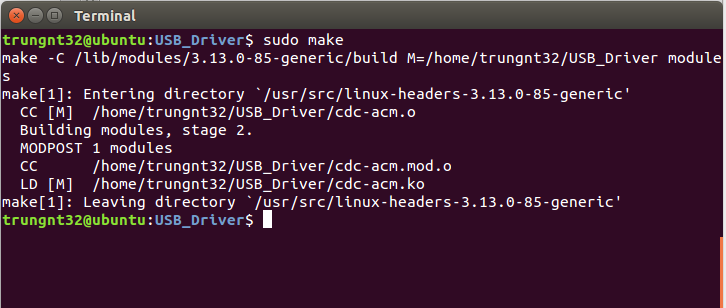 Terminal
trungnt32@ubuntu:USB_Driver$ sudo make
make -C /lib/modules/3.13.0-85-generic/build M=/home/trungnt32/USB_Driver module
s
make[1]: Entering directory `/usr/src/linux-headers-3.13.0-85-generic'
  CC [M]  /home/trungnt32/USB_Driver/cdc-acm.o
  Building modules, stage 2.
  MODPOST 1 modules
  CC      /home/trungnt32/USB_Driver/cdc-acm.mod.o
  LD [M]  /home/trungnt32/USB_Driver/cdc-acm.ko
make[1]: Leaving directory `/usr/src/linux-headers-3.13.0-85-generic'
trungnt32@ubuntu:USB_Driver$